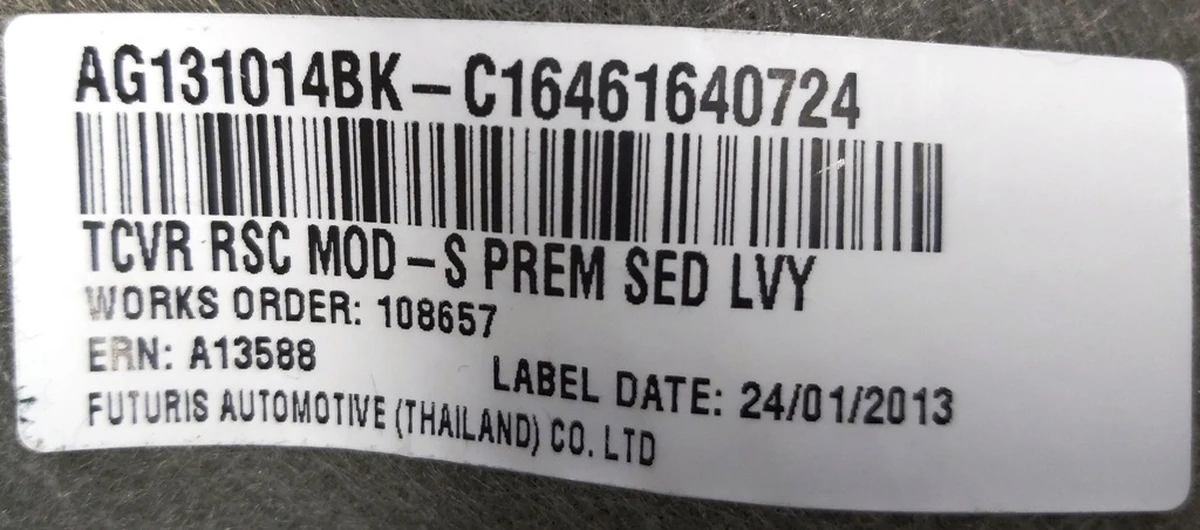 AG131014BK-C16461640724
TCVR RSC MOD-S PREM SED LVY
WORKS ORDER: 108657
ERN: A13588
LABEL DATE: 24/01/2013
FUTURIS AUTOMOTIVE (THAILAND) CO. LTD